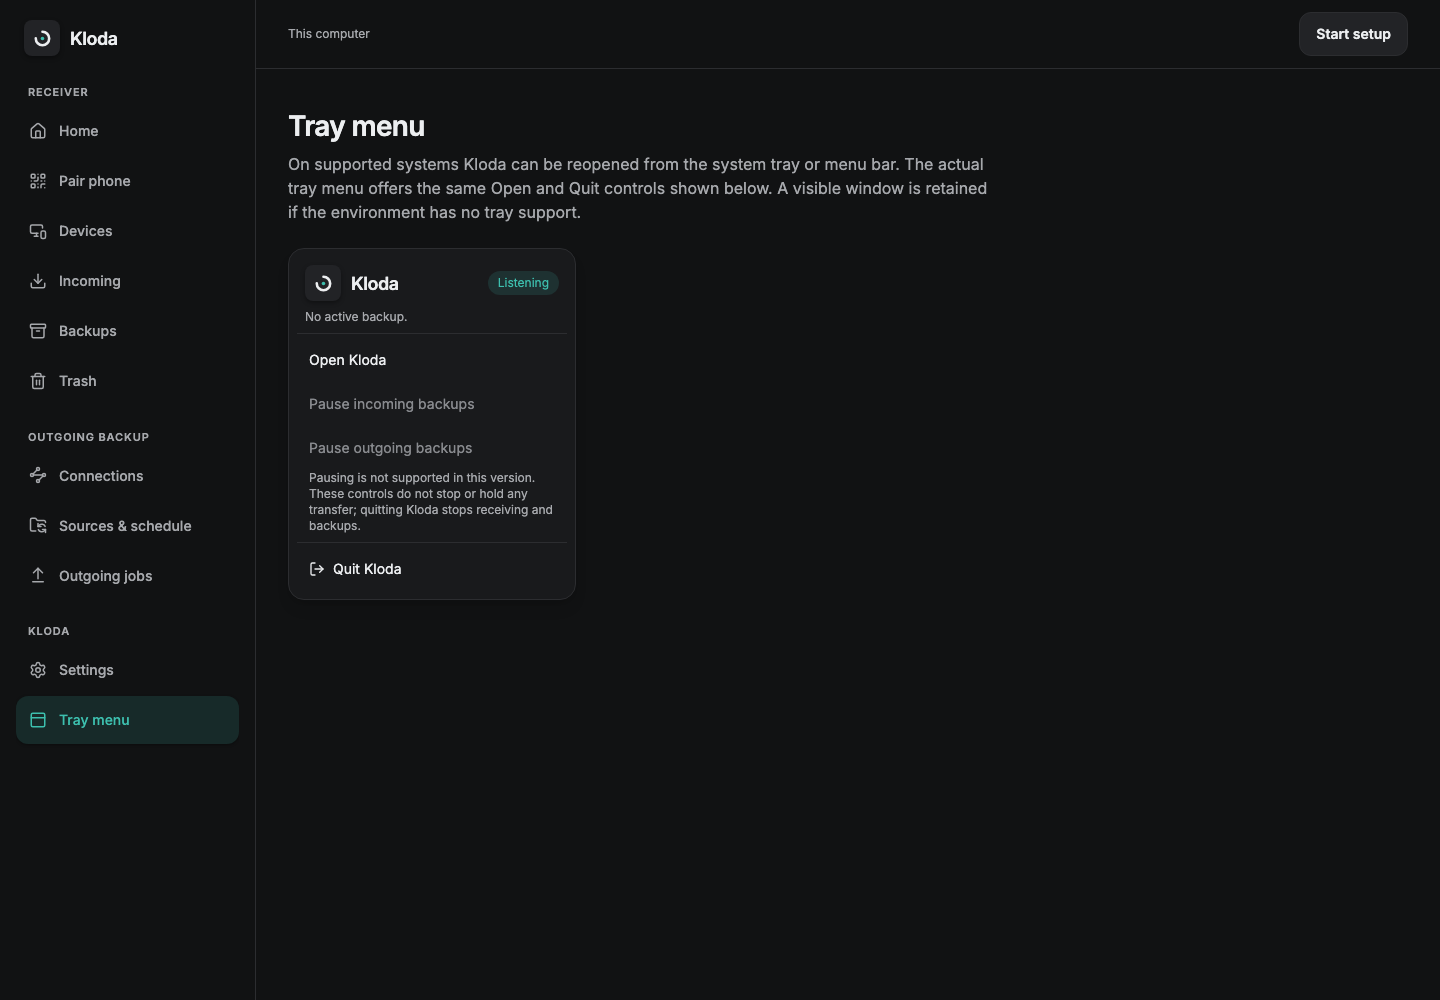 Kloda
RECEIVER
Home
Pair phone
Devices
Incoming
Backups
Trash
OUTGOING BACKUP
Connections
Sources & schedule
Outgoing jobs
KLODA
Settings
Tray menu
This computer
Start setup
Tray menu
On supported systems Kloda can be reopened from the system tray or menu bar. The actual
tray menu offers the same Open and Quit controls shown below. A visible window is retained
if the environment has no tray support.
Kloda
Listening
No active backup.
Open Kloda
Pause incoming backups
Pause outgoing backups
Pausing is not supported in this version.
These controls do not stop or hold any
transfer; quitting Kloda stops receiving and
backups.
Quit Kloda